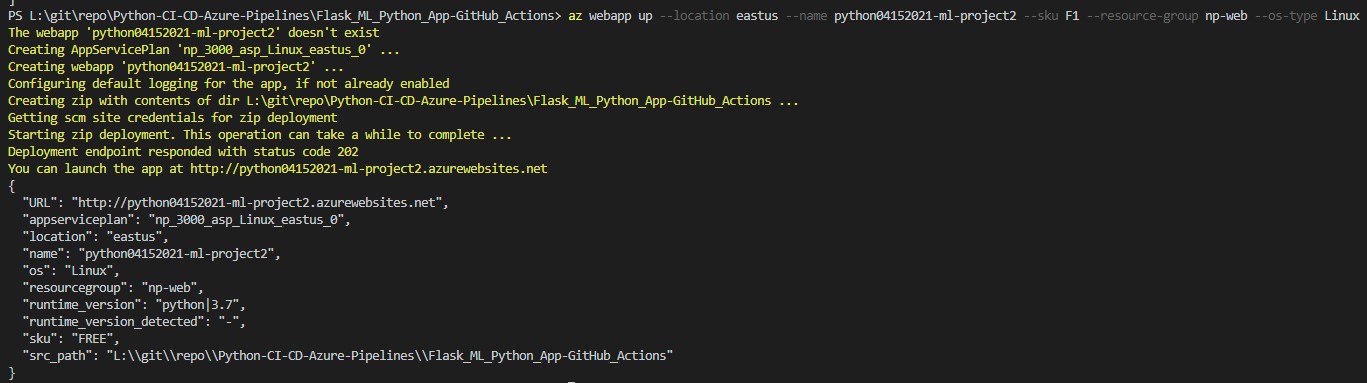 ]
PS L:\git\repo\Python-CI-CD-Azure-Pipelines\Flask_ML_Python_App-GitHub_Actions> az webapp up --location eastus --name python04152021-ml-project2 --sku F1 --resource-group np-web --os-type Linux
The webapp 'python04152021-ml-project2' doesn't exist
Creating AppServicePlan 'np_3000_asp_Linux_eastus_0' ...
Creating webapp 'python04152021-ml-project2' ...
Configuring default logging for the app, if not already enabled
Creating zip with contents of dir L:\git\repo\Python-CI-CD-Azure-Pipelines\Flask_ML_Python_App-GitHub_Actions ...
Getting scm site credentials for zip deployment
Starting zip deployment. This operation can take a while to complete ...
Deployment endpoint responded with status code 202
You can launch the app at http://python04152021-ml-project2.azurewebsites.net
{
  "URL": "http://python04152021-ml-project2.azurewebsites.net",
  "appserviceplan": "np_3000_asp_Linux_eastus_0",
  "location": "eastus",
  "name": "python04152021-ml-project2",
  "os": "Linux",
  "resourcegroup": "np-web",
  "runtime_version": "python|3.7",
  "runtime_version_detected": "-",
  "sku": "FREE",
  "src_path": "L:\\git\\repo\\Python-CI-CD-Azure-Pipelines\\Flask_ML_Python_App-GitHub_Actions"
}